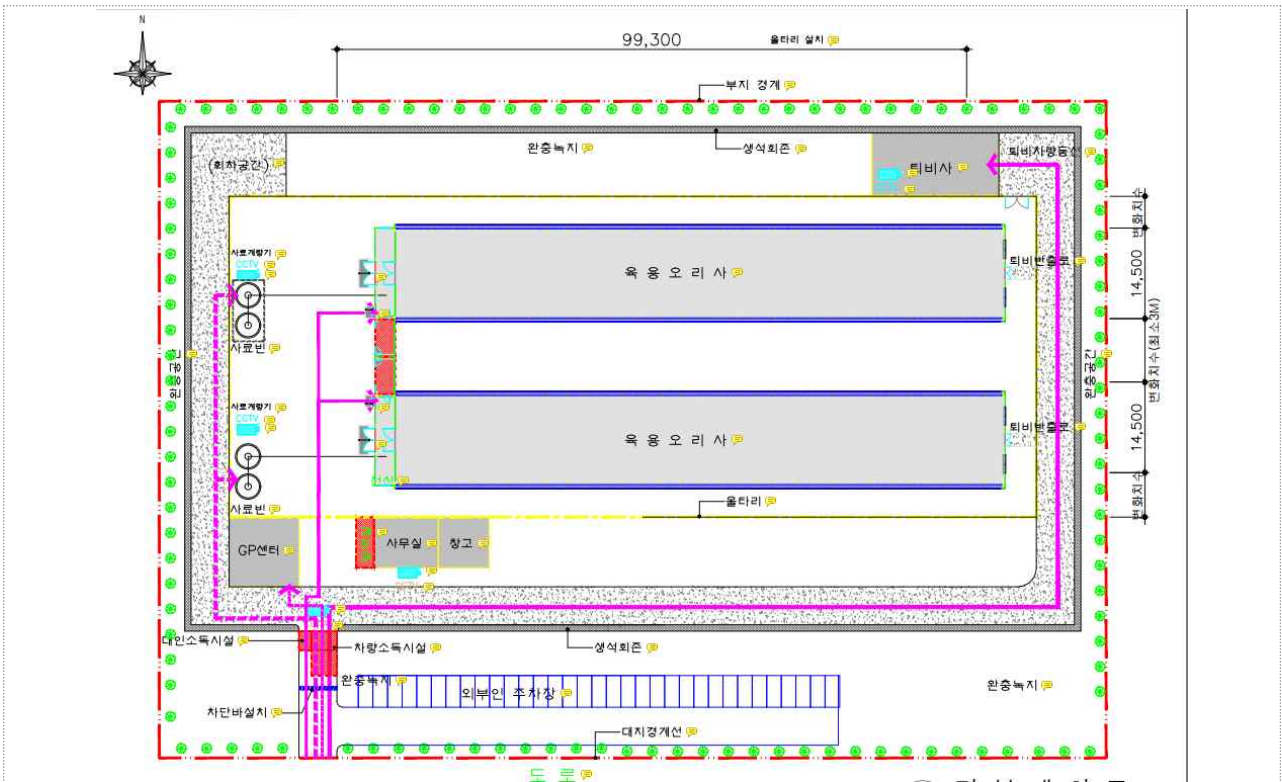 N
99,300
울타리 설치
부지 경계
(회차공간)
완충녹지
생석회존
퇴비사
퇴비차량동선
변화치수
사료계량기
CCTV
육 용 오 리 사
퇴비반출로
14,500
사료빈
변화치수(최소3M)
완충공간
완충공간
사료계량기
CCTV
육 용 오 리 사
퇴비반출로
14,500
사료빈
울타리
변화치수
GP센터
사무실
창고
대인소독시설
차량소독시설
생석회존
완충녹지
외부인 주차장
완충녹지
차단바설치
대지경계선
도 로